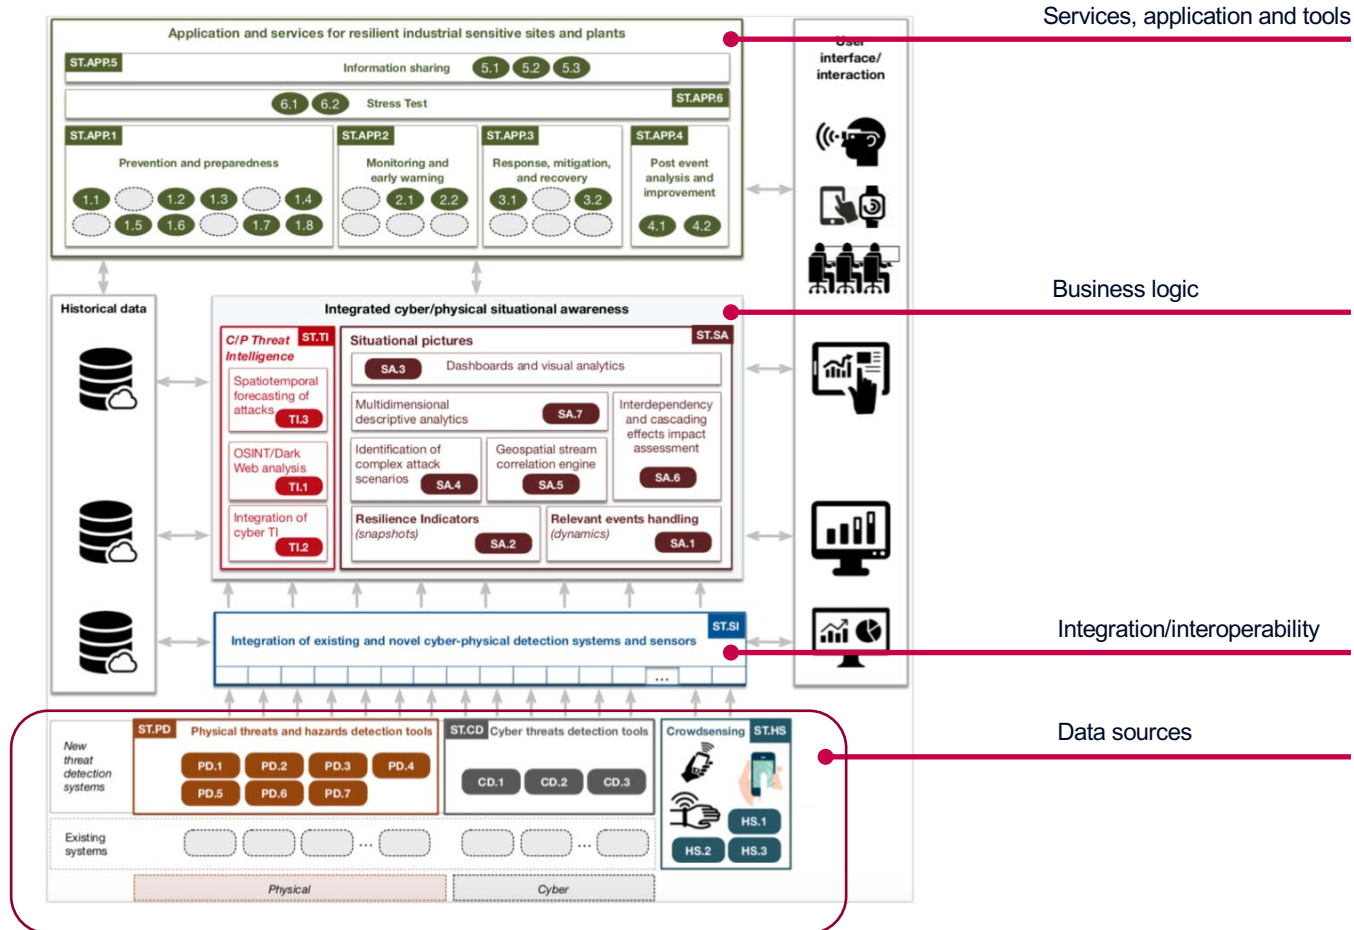 Services, application and tools
Application and services for resilient industrial sensitive sites and plants
User
interface/
interaction
ST.APP.5
Information sharing
5.1
5.2
5.3
6.1
6.2
Stress Test
ST.APP.6
ST.APP.1
Prevention and preparedness
1.1
1.2
1.3
1.4
1.5
1.6
1.7
1.8
ST.APP.2
Monitoring and
early warning
2.1
2.2
ST.APP.3
Response, mitigation,
and recovery
3.1
3.2
ST.APP.4
Post event
analysis and
improvement
4.1
4.2
Business logic
Historical data
Integrated cyber/physical situational awareness
C/P Threat
Intelligence
ST.TI
Spatiotemporal
forecasting of
attacks
TI.3
OSINT/Dark
Web analysis
TI.1
Integration of
cyber TI
TI.2
Situational pictures
ST.SA
SA.3
Dashboards and visual analytics
Multidimensional
descriptive analytics
SA.7
Interdependency
and cascading
effects impact
assessment
SA.6
Identification of
complex attack
scenarios
SA.4
Geospatial stream
correlation engine
SA.5
Resilience Indicators
(snapshots)
SA.2
Relevant events handling
(dynamics)
SA.1
ST.SI
Integration of existing and novel cyber-physical detection systems and sensors
...
Integration/interoperability
Data sources
New
threat
detection
systems
ST.PD
Physical threats and hazards detection tools
PD.1
PD.2
PD.3
PD.4
PD.5
PD.6
PD.7
ST.CD
Cyber threats detection tools
CD.1
CD.2
CD.3
Crowdsensing
ST.HS
HS.1
HS.2
HS.3
Existing
systems
...
...
Physical
Cyber